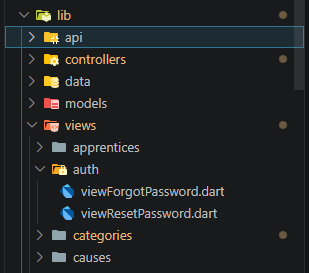 lib
api
controllers
data
models
views
apprentices
auth
viewForgotPassword.dart
viewResetPassword.dart
categories
causes